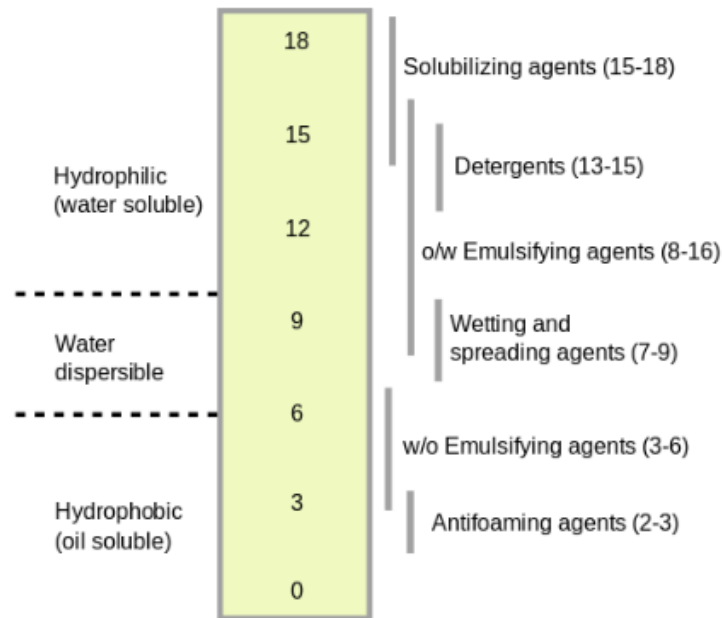 18
Solubilizing agents (15-18)
15
Detergents (13-15)
Hydrophilic
(water soluble)
12
o/w Emulsifying agents (8-16)
9
Wetting and
spreading agents (7-9)
Water
dispersible
6
w/o Emulsifying agents (3-6)
3
Hydrophobic
(oil soluble)
Antifoaming agents (2-3)
0